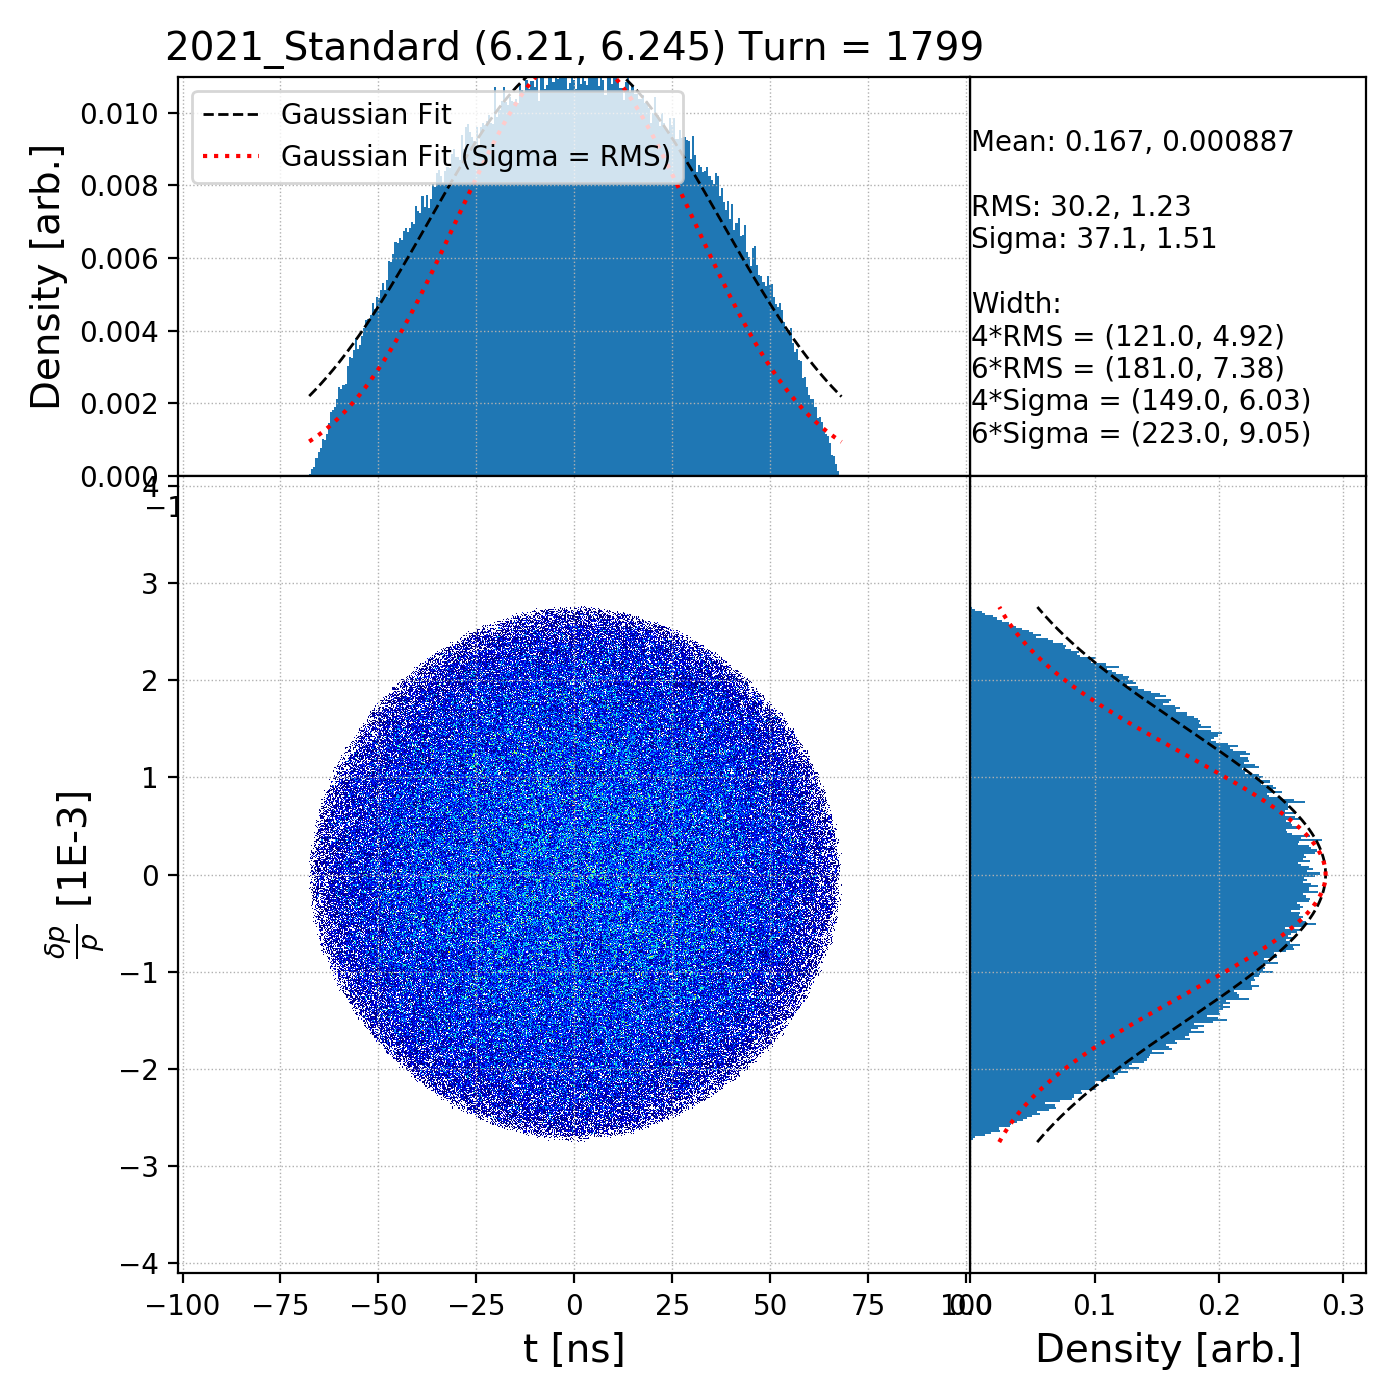 2021_Standard (6.21, 6.245) Turn = 1799
Density [arb.]
0.010
0.008
0.006
0.004
0.002
0.000
Gaussian Fit
Gaussian Fit (Sigma = RMS)
Mean: 0.167, 0.000887
RMS: 30.2, 1.23
Sigma: 37.1, 1.51
Width:
4*RMS = (121.0, 4.92)
6*RMS = (181.0, 7.38)
4*Sigma = (149.0, 6.03)
6*Sigma = (223.0, 9.05)
4
3
2
1
0
−1
−2
−3
−4
δp/p [1E-3]
−100 −75 −50 −25 0 25 50 75 100
t [ns]
0.0 0.1 0.2 0.3
Density [arb.]